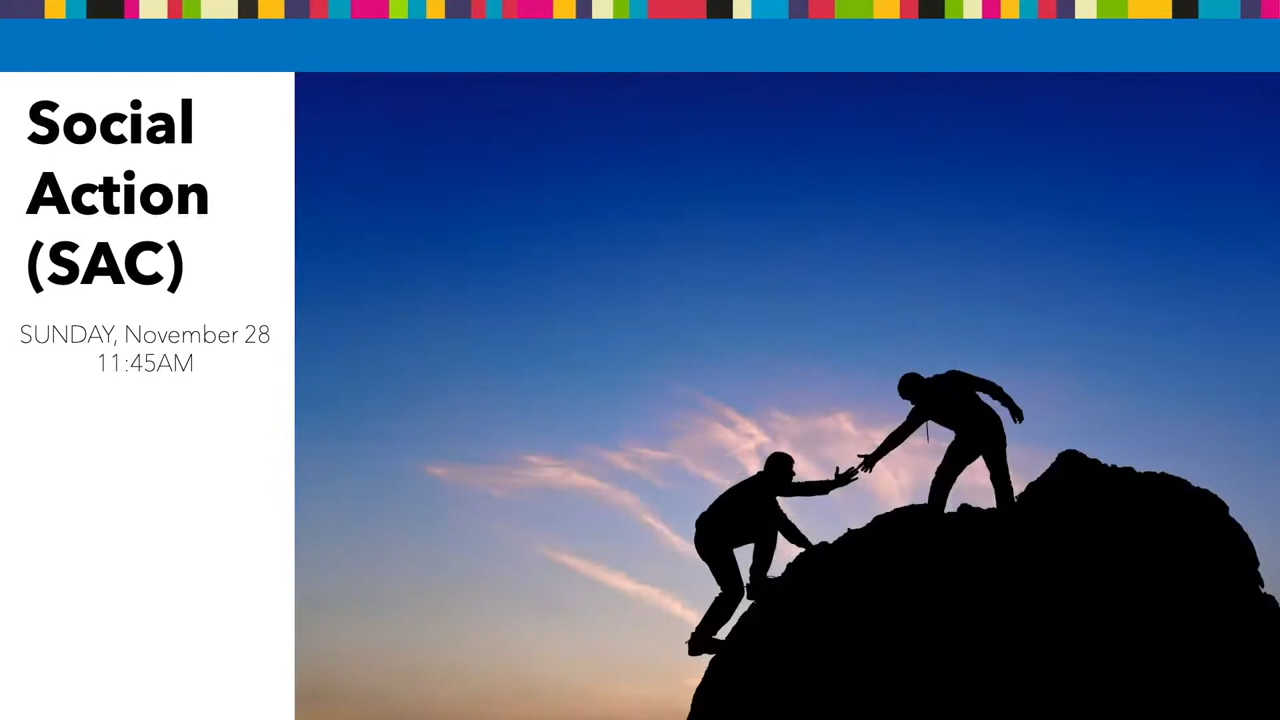 Social
Action
(SAC)
SUNDAY, November 28
11:45AM